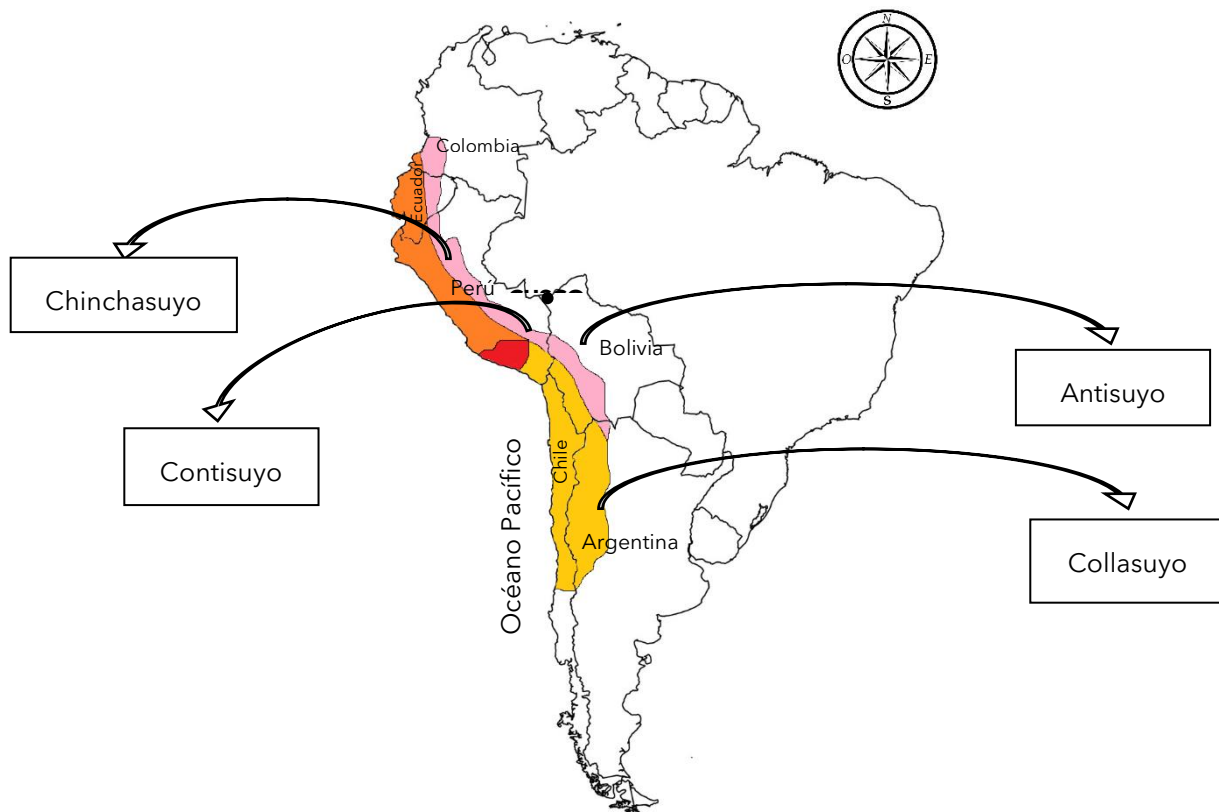 N
O
E
S
Colombia
Ecuador
Chinchasuyo
Perú
Bolivia
Antisuyo
Contisuyo
Chile
Océano Pacífico
Argentina
Collasuyo